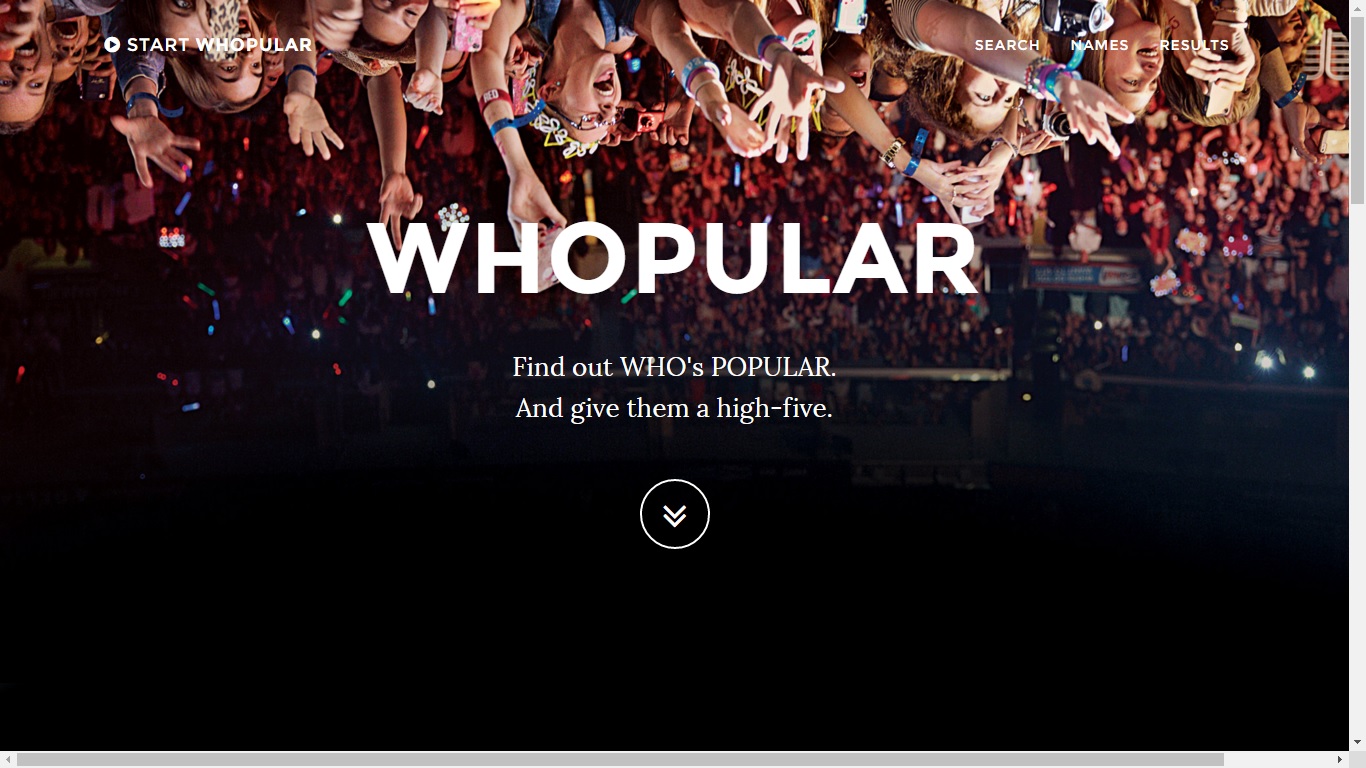 START WHOPULAR
SEARCH NAMES RESULTS
WHOPULAR
Find out WHO's POPULAR.
And give them a high-five.